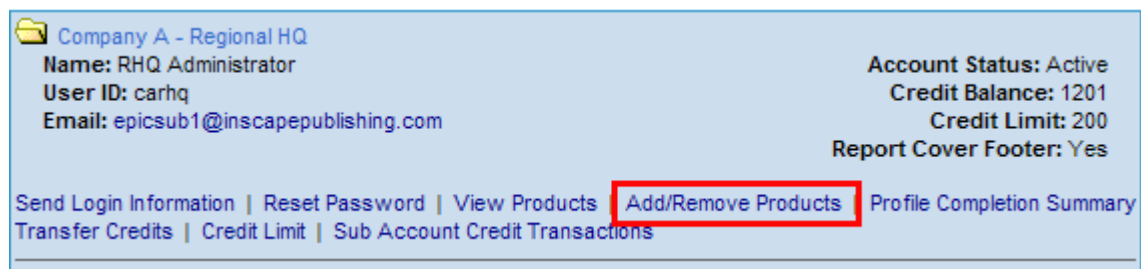 Company A - Regional HQ
Name: RHQ Administrator
Account Status: Active
User ID: carhq
Credit Balance: 1201
Email: epicsub1@inscapepublishing.com
Credit Limit: 200
Report Cover Footer: Yes
Send Login Information | Reset Password | View Products | Add/Remove Products | Profile Completion Summary
Transfer Credits | Credit Limit | Sub Account Credit Transactions